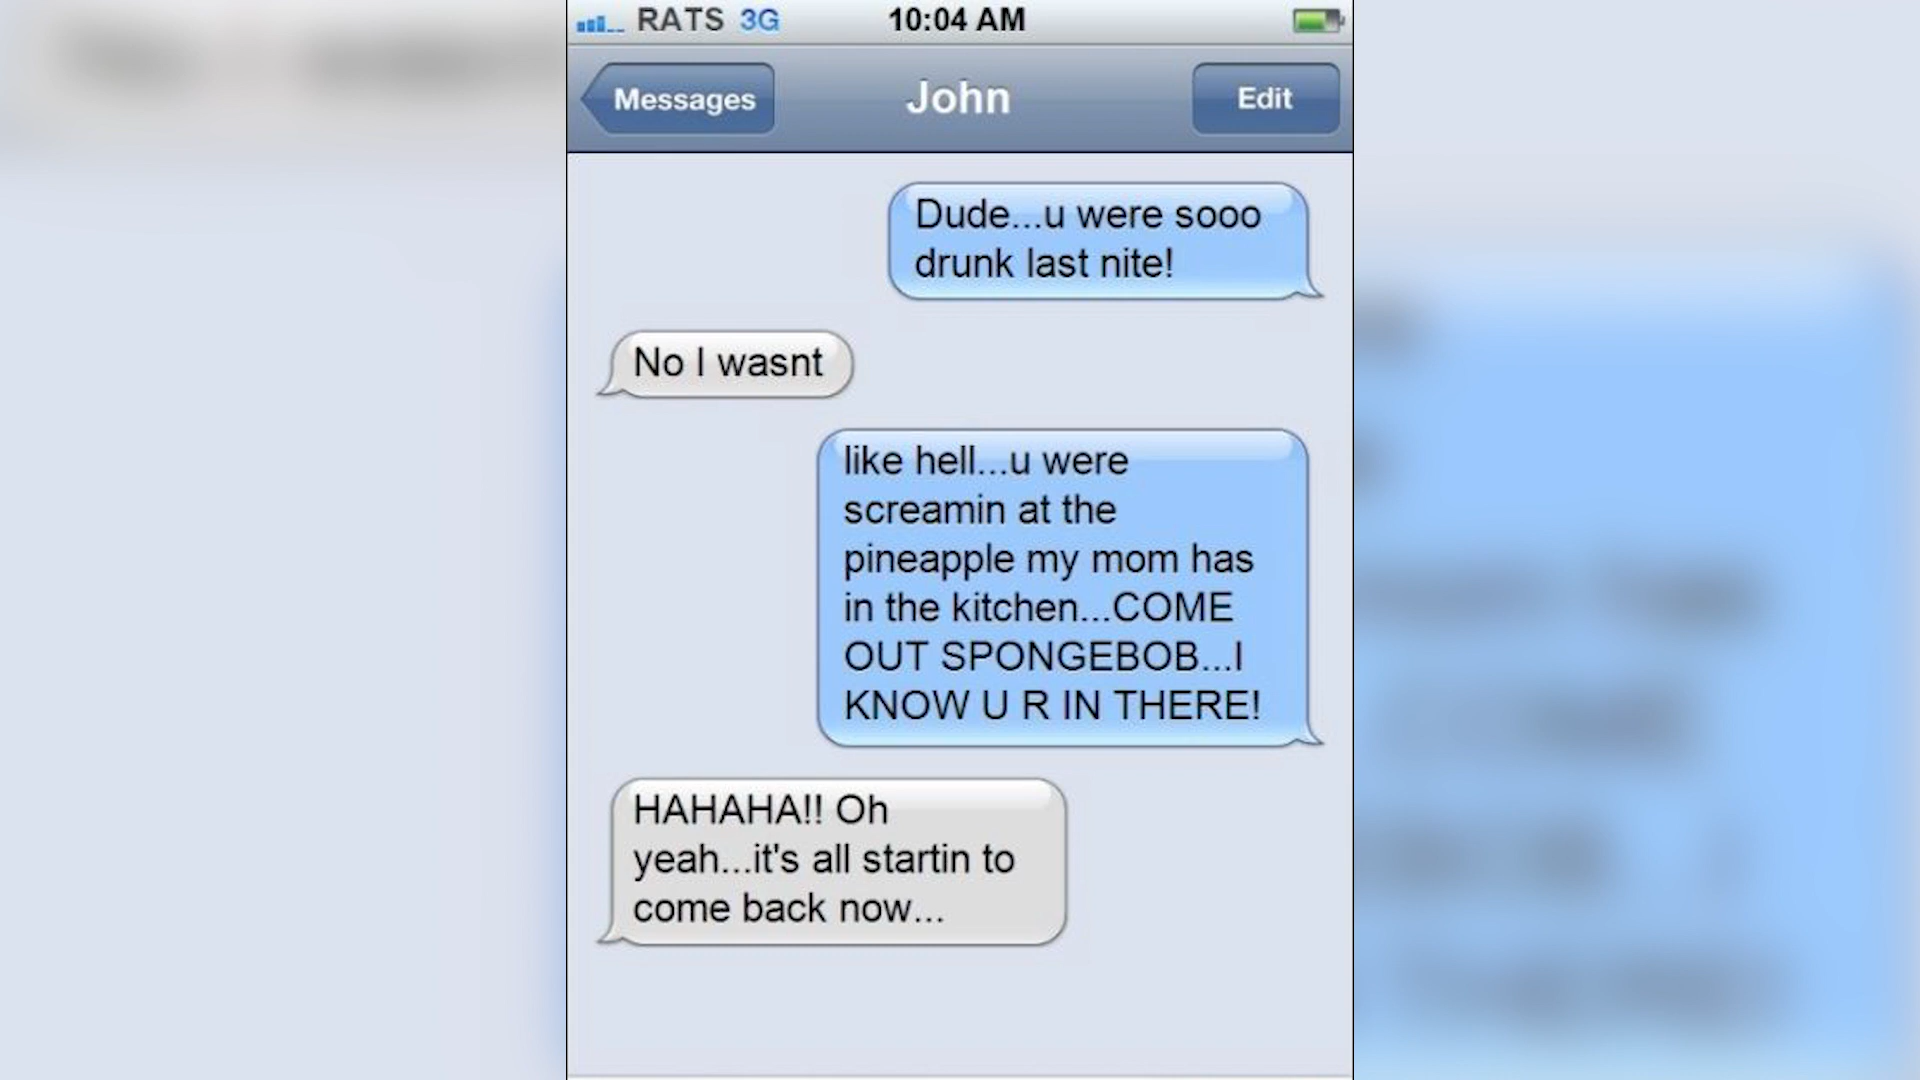 RATS 3G 10:04 AM
Messages John Edit
Dude...u were sooo
drunk last nite!
No I wasnt
like hell...u were
screamin at the
pineapple my mom has
in the kitchen...COME
OUT SPONGEBOB...I
KNOW U R IN THERE!
HAHAHA!! Oh
yeah...it's all startin to
come back now...